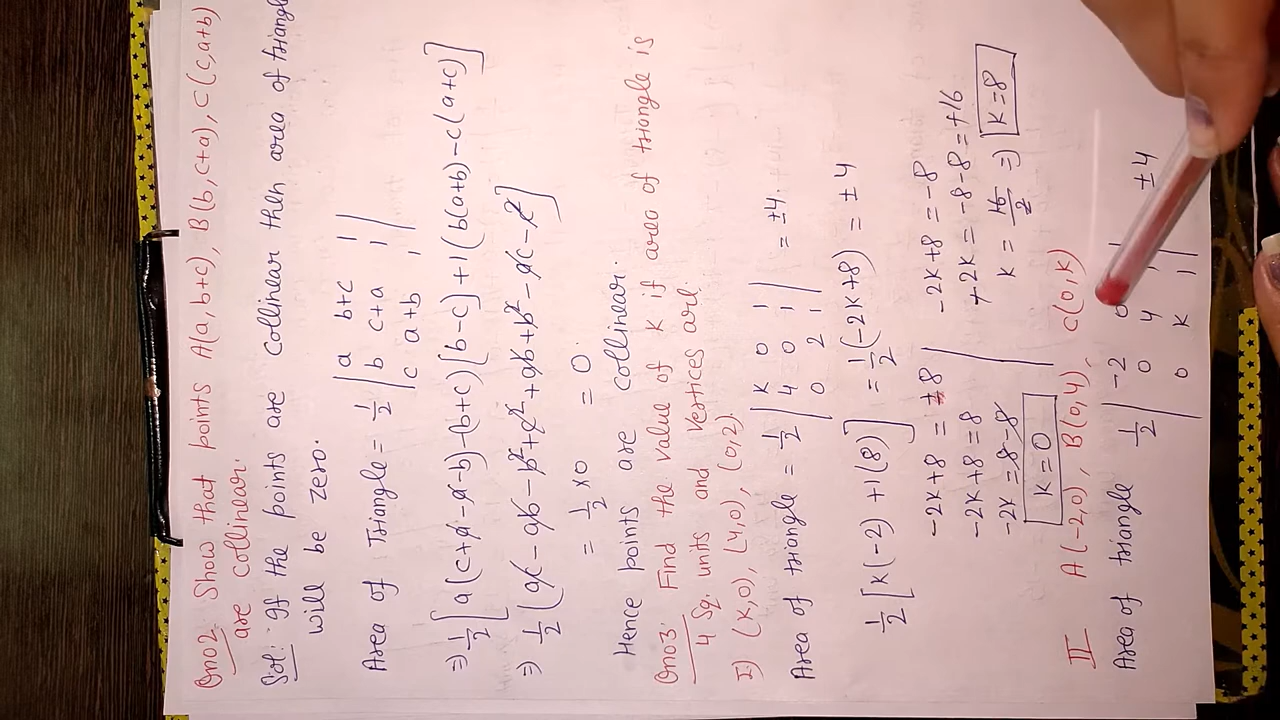 Qno2. Show that points A(a, b+c), B(b, c+a), C(c, a+b)
are collinear.
Sol: If the points are collinear then area of triangle
will be zero.
Area of Triangle = 1/2 | a b+c 1 |
| b c+a 1 |
| c a+b 1 |
⇒ 1/2 [a(c+a-a-b)-(b+c)(b-c)+1(b(a+b)-c(a+c)]
⇒ 1/2 (ac-ab-b²+c²+ab+b²-ac-c²]
= 1/2 × 0 = 0.
Hence points are collinear.
Qno3. Find the value of K if area of triangle is
4 Sq. units and vertices are:
I) (K,0), (4,0), (0,2).
Area of triangle = 1/2 | K 0 1 | = ±4.
| 4 0 1 |
| 0 2 1 |
1/2 [K(-2)+1(8)] = 1/2(-2K+8) = ±4
-2K+8 = ±8
-2K+8 = 8
-2K = 8-8
K=0
-2K+8 = -8
-2K = -8-8 = +16
K = 16/2 ⇒ K=8
II A(-2,0), B(0,4), C(0,K)
Area of triangle 1/2 | -2 0 1 ±4
0 4 1 |
0 K 1 |